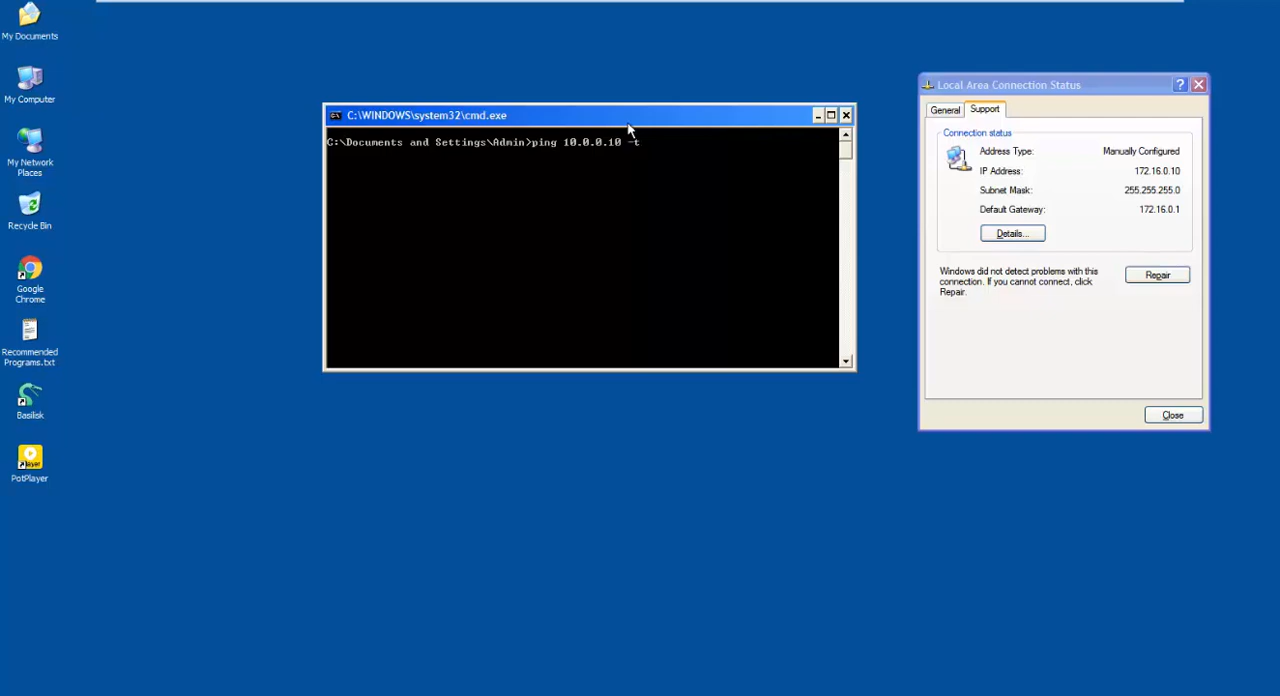 My Documents
My Computer
My Network
Places
Recycle Bin
Google
Chrome
Recommended
Programs.txt
Basilisk
layer
PotPlayer
C:\WINDOWS\system32\cmd.exe
C:\Documents and Settings\Admin>ping 10.0.0.10 -t
Local Area Connection Status
General
Support
Connection status
Address Type: Manually Configured
IP Address: 172.16.0.10
Subnet Mask: 255.255.255.0
Default Gateway: 172.16.0.1
Details...
Windows did not detect problems with this
connection. If you cannot connect, click
Repair.
Repair
Close